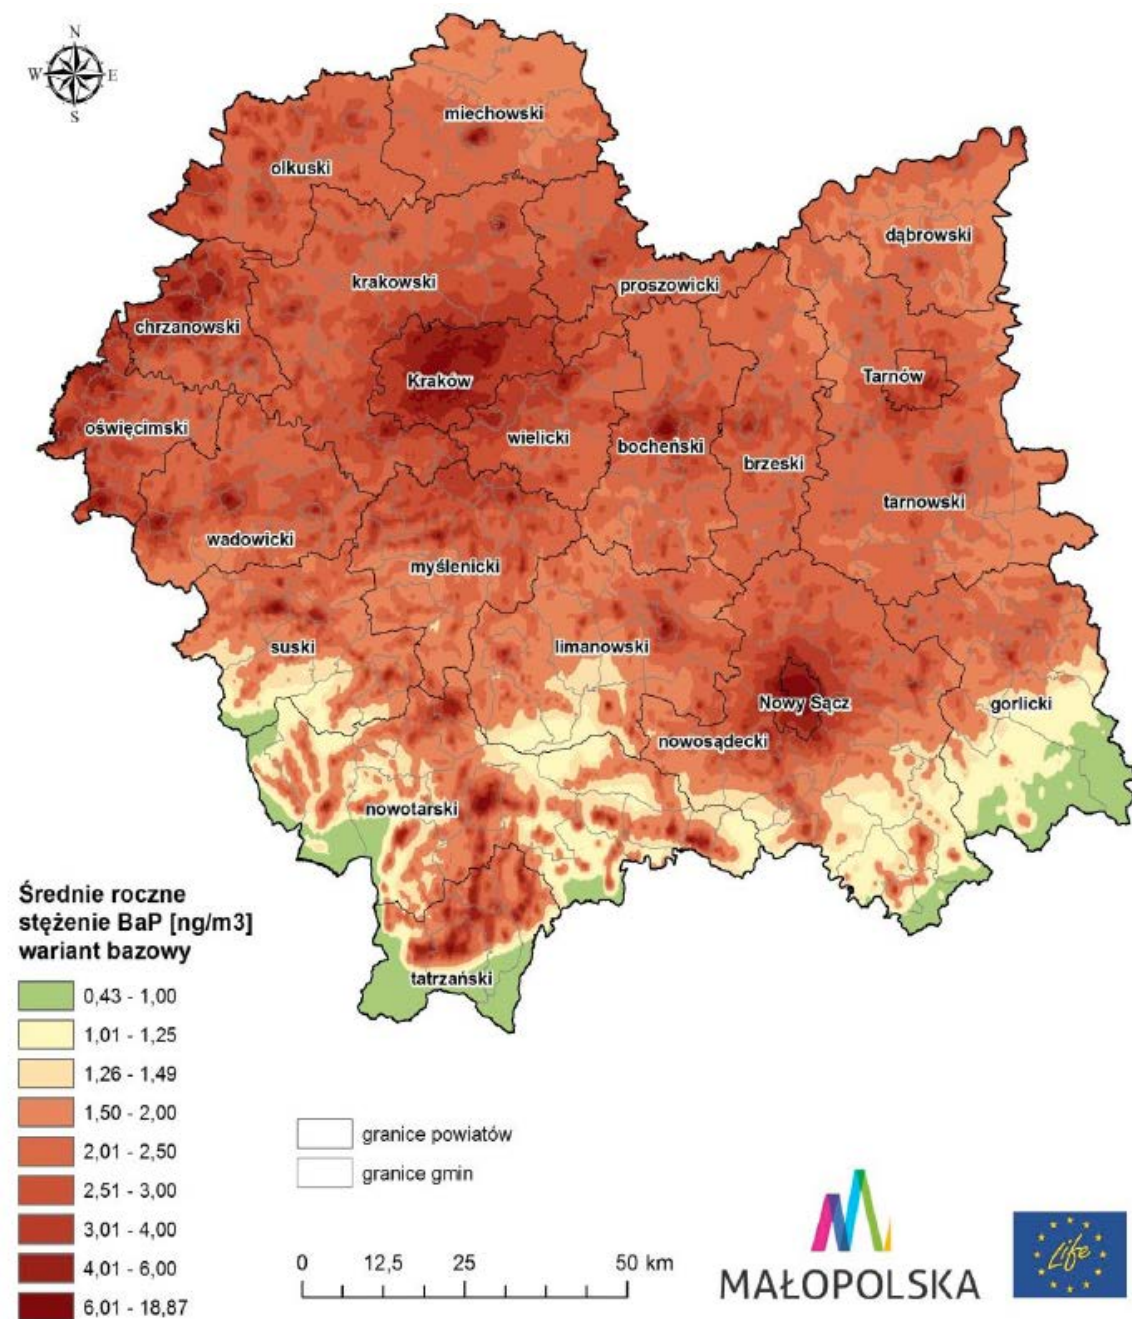 N
W E
S
miechowski
olkuski
dąbrowski
krakowski
proszowicki
chrzanowski
Kraków
Tarnów
oświęcimski
wielicki
bocheński
brzeski
tarnowski
wadowicki
myślenicki
suski
limanowski
Nowy Sącz
gorlicki
nowosądecki
nowotarski
tatrzański
Średnie roczne
stężenie BaP [ng/m3]
wariant bazowy
0,43 - 1,00
1,01 - 1,25
1,26 - 1,49
1,50 - 2,00
2,01 - 2,50
2,51 - 3,00
3,01 - 4,00
4,01 - 6,00
6,01 - 18,87
granice powiatów
granice gmin
0 12,5 25 50 km
MAŁOPOLSKA
Life